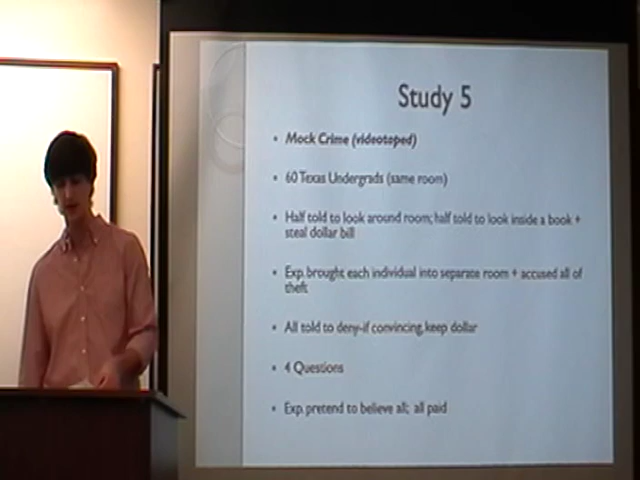 Study 5
Mock Crime (videotaped)
60 Texas Undergrads (same room)
Half told to look around room; half told to look inside a book +
steal dollar bill
Exp. brought each individual into separate room + accused all of
theft
All told to deny-if convincing, keep dollar
4 Questions
Exp. pretend to believe all; all paid